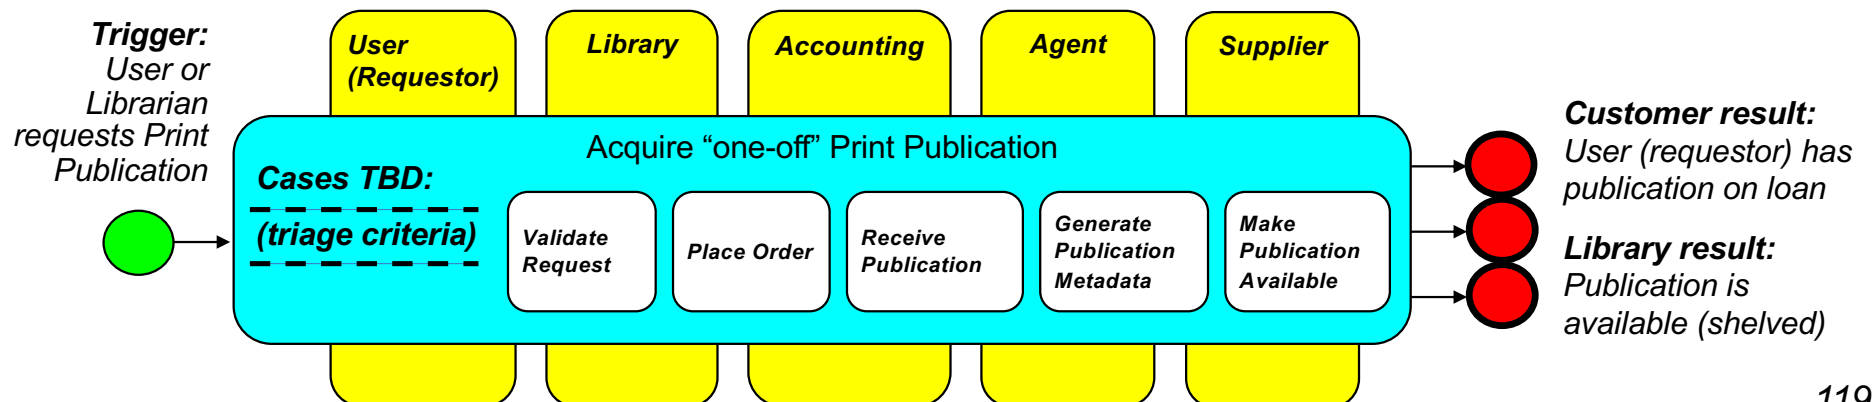 Trigger:
User or
Librarian
requests Print
Publication
User
(Requestor)
Library
Accounting
Agent
Supplier
Acquire “one-off” Print Publication
Cases TBD:
(triage criteria)
Validate
Request
Place Order
Receive
Publication
Generate
Publication
Metadata
Make
Publication
Available
Customer result:
User (requestor) has
publication on loan
Library result:
Publication is
available (shelved)
119